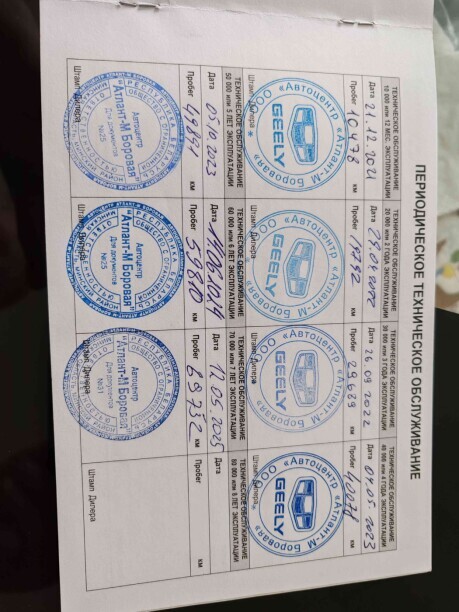 ПЕРИОДИЧЕСКОЕ ТЕХНИЧЕСКОЕ ОБСЛУЖИВАНИЕ
ТЕХНИЧЕСКОЕ ОБСЛУЖИВАНИЕ
10 000 или 12 МЕС. ЭКСПЛУАТАЦИИ
Дата 21.12.2021
Пробег 10478 км
Штамп Дилера
ООО «Автоцентр «Атлант-М Боровая»
GEELY
ТЕХНИЧЕСКОЕ ОБСЛУЖИВАНИЕ
20 000 или 2 ГОДА ЭКСПЛУАТАЦИИ
Дата
Пробег 19792 км
Штамп Дилера
ООО «Автоцентр «Атлант-М Боровая»
GEELY
ТЕХНИЧЕСКОЕ ОБСЛУЖИВАНИЕ
30 000 или 3 ГОДА ЭКСПЛУАТАЦИИ
Дата 26.09.2022
Пробег 29629 км
Штамп Дилера
ООО «Автоцентр «Атлант-М Боровая»
GEELY
ТЕХНИЧЕСКОЕ ОБСЛУЖИВАНИЕ
40 000 или 4 ГОДА ЭКСПЛУАТАЦИИ
Дата 04.05.2023
Пробег 40078 км
Штамп Дилера
ООО «Автоцентр «Атлант-М Боровая»
GEELY
ТЕХНИЧЕСКОЕ ОБСЛУЖИВАНИЕ
50 000 или 5 ЛЕТ ЭКСПЛУАТАЦИИ
Дата 05.10.2023
Пробег 49891 км
Штамп Дилера
Автоцентр
"Атлант-М Боровая"
Для документов
№25
ТЕХНИЧЕСКОЕ ОБСЛУЖИВАНИЕ
60 000 или 6 ЛЕТ ЭКСПЛУАТАЦИИ
Дата
Пробег 59810 км
Штамп Дилера
Автоцентр
"Атлант-М Боровая"
Для документов
№25
ТЕХНИЧЕСКОЕ ОБСЛУЖИВАНИЕ
70 000 или 7 ЛЕТ ЭКСПЛУАТАЦИИ
Дата 12.05.2025
Пробег 69752 км
Штамп Дилера
Автоцентр
"Атлант-М Боровая"
Для документов
ТЕХНИЧЕСКОЕ ОБСЛУЖИВАНИЕ
80 000 или 8 ЛЕТ ЭКСПЛУАТАЦИИ
Дата
Пробег км
Штамп Дилера